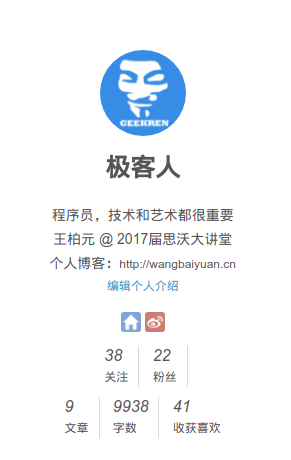 GEEKREN
极客人
程序员，技术和艺术都很重要
王柏元 @ 2017届思沃大讲堂
个人博客：http://wangbaiyuan.cn
编辑个人介绍
38 22
关注 粉丝
9 9938 41
文章 字数 收获喜欢